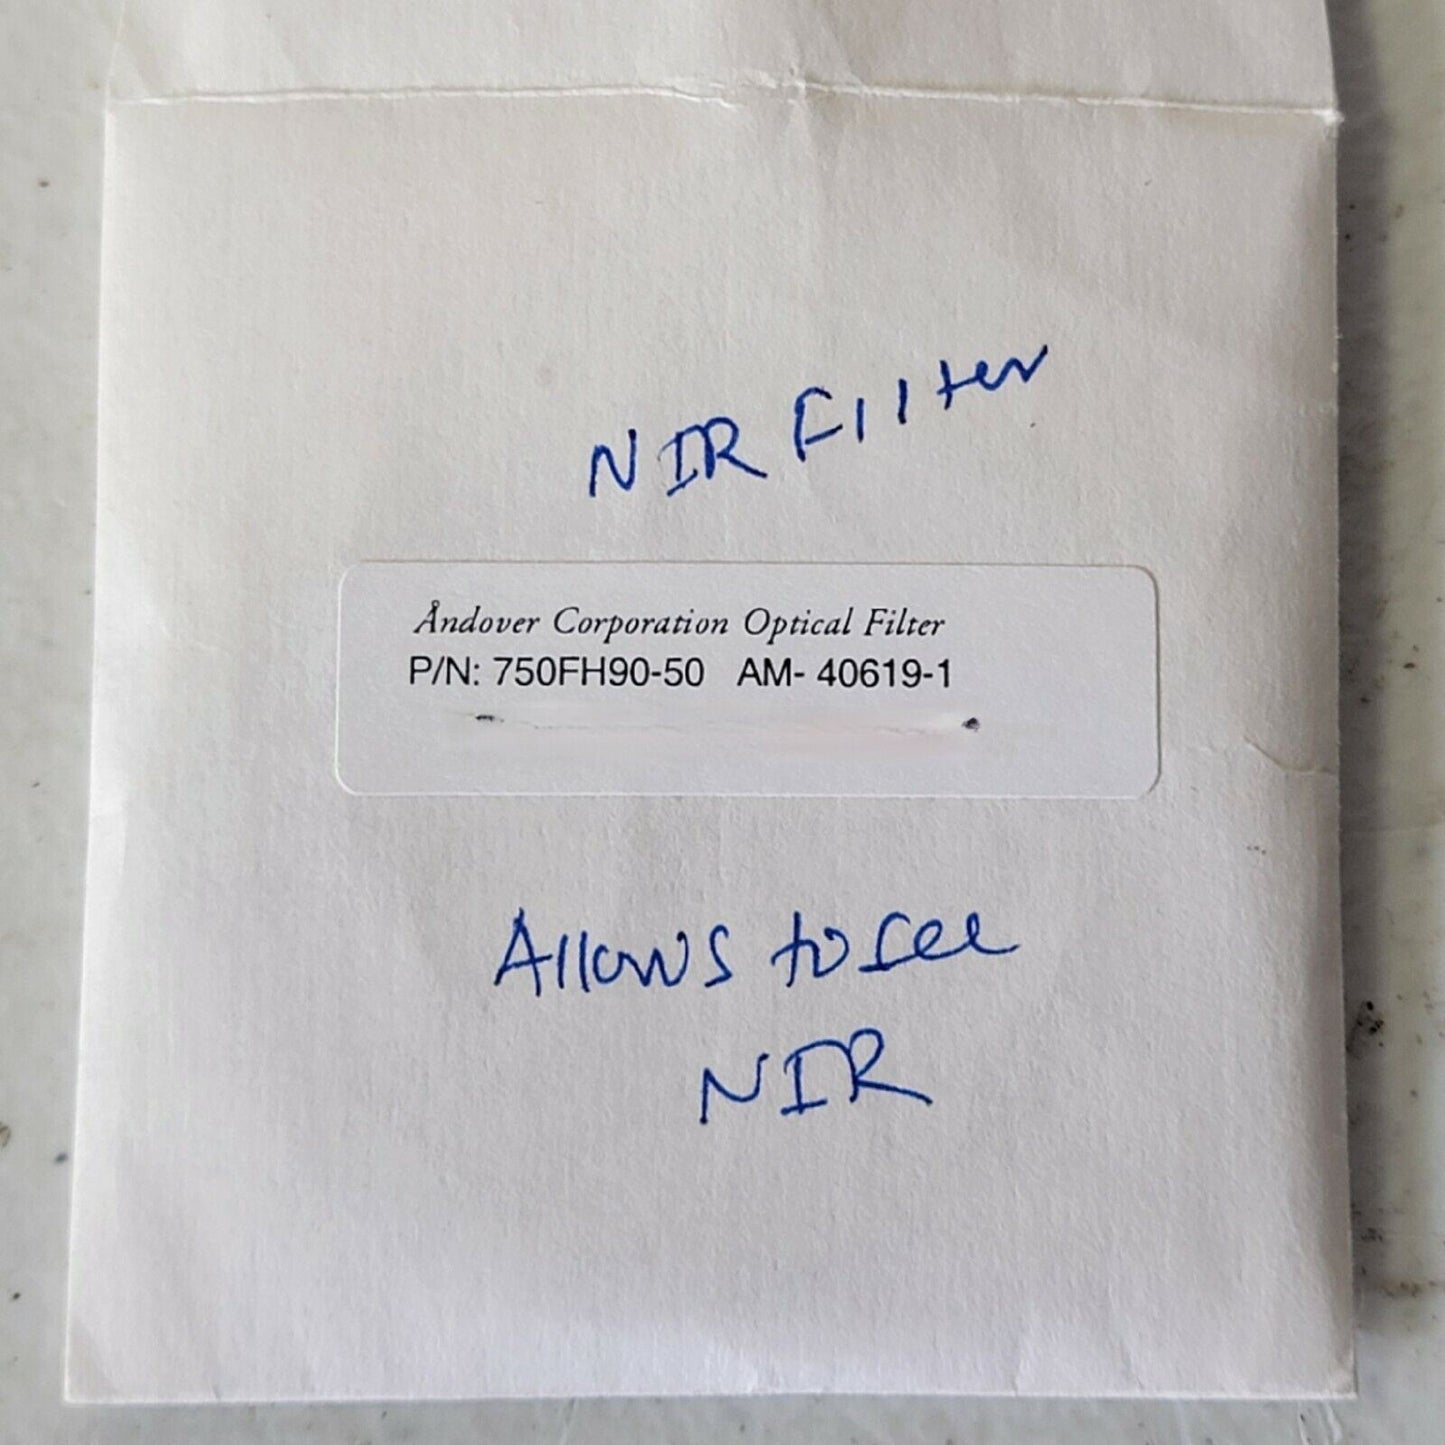 NIR Filter
Åndover Corporation Optical Filter
P/N: 750FH90-50 AM- 40619-1
Allows to see
NIR